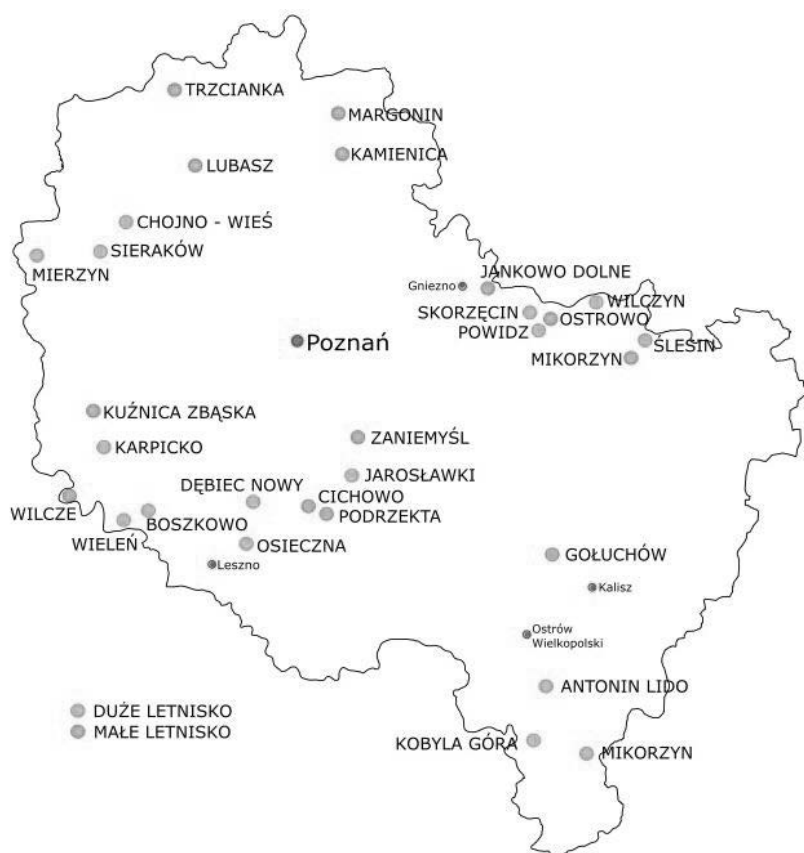 TRZCIANKA
MARGONIN
KAMIENICA
LUBASZ
CHOJNO - WIEŚ
SIERAKÓW
MIERZYN
JANKOWO DOLNE
Gniezno
WILCZYN
SKORZĘCIN
OSTROWO
POWIDZ
ŚLESIN
Poznań
MIKORZYN
KUŹNICA ZBĄSKA
ZANIEMYŚL
KARPICKO
JAROSŁAWKI
DĘBIEC NOWY
CICHOWO
WILCZE
PODRZEKTA
BOSZKOWO
WIELEŃ
OSIECZNA
GOŁUCHÓW
Leszno
Kalisz
Ostrów
Wielkopolski
ANTONIN LIDO
DUŻE LETNISKO
MAŁE LETNISKO
KOBYLA GÓRA
MIKORZYN